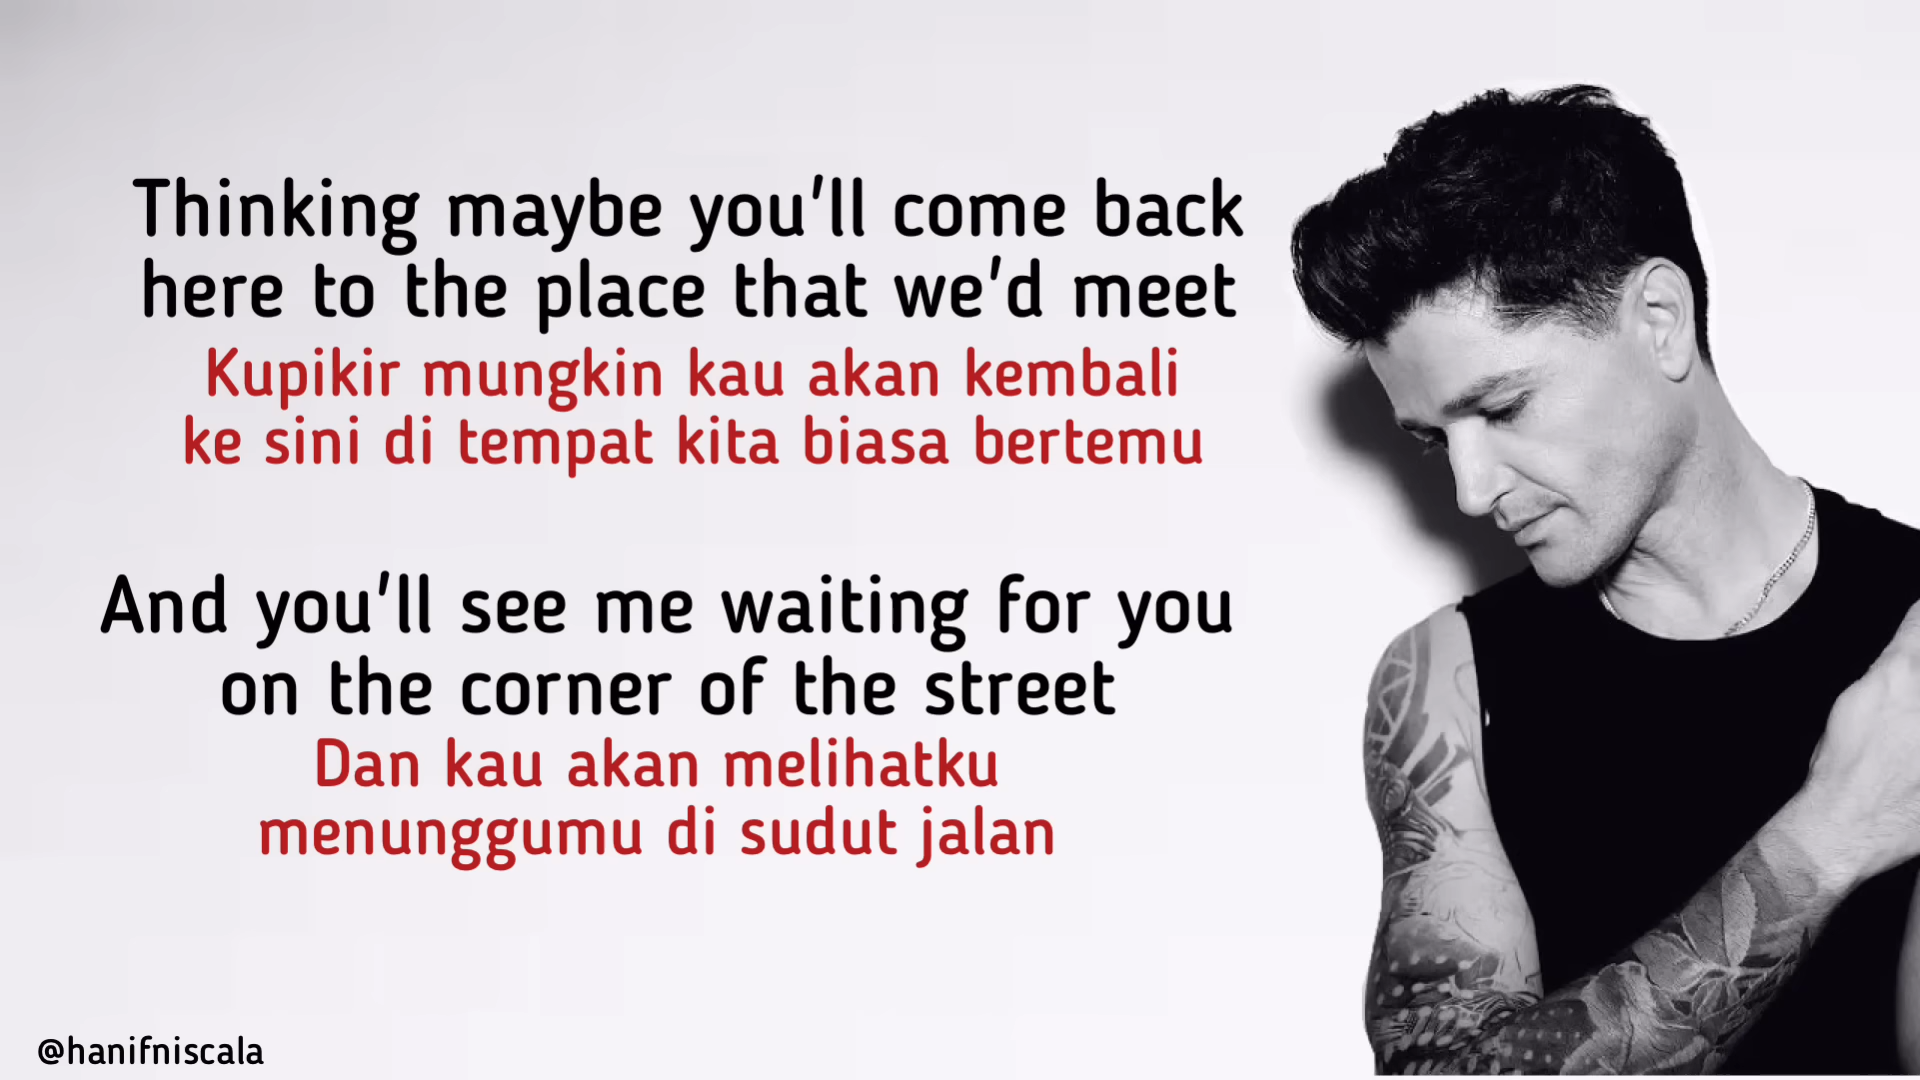 Thinking maybe you'll come back
here to the place that we'd meet
Kupikir mungkin kau akan kembali
ke sini di tempat kita biasa bertemu
And you'll see me waiting for you
on the corner of the street
Dan kau akan melihatku
menunggumu di sudut jalan
@hanifniscala